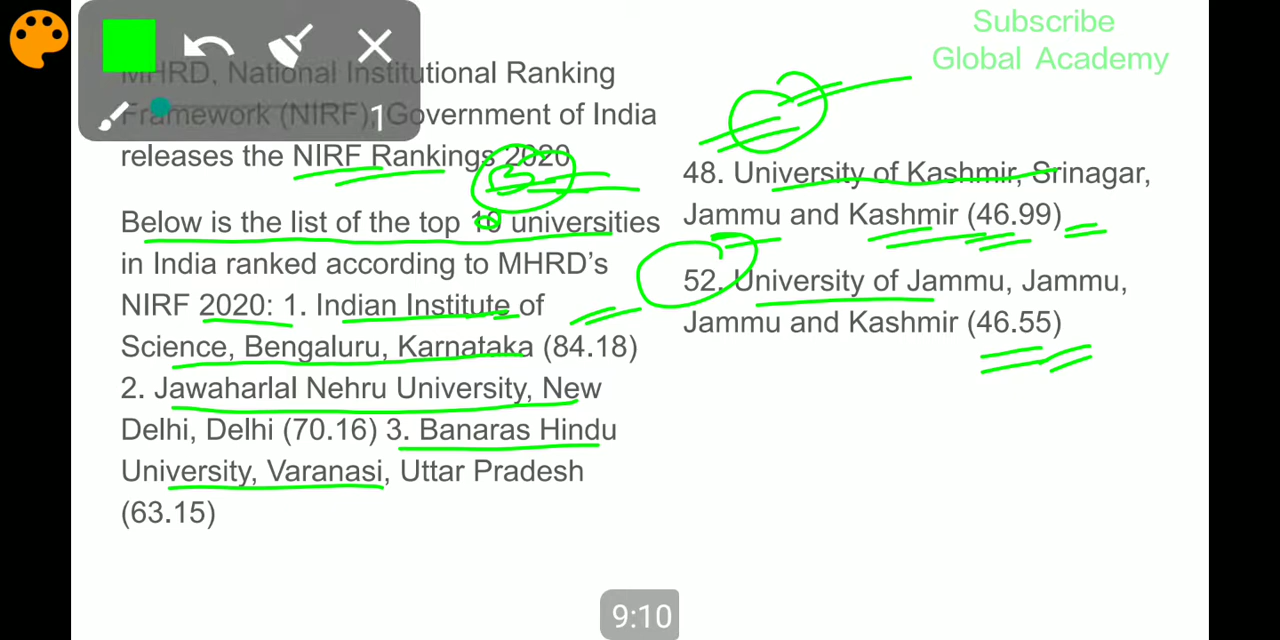 Subscribe
Global Academy
MHRD, National Institutional Ranking
Framework (NIRF), Government of India
releases the NIRF Rankings 2020
3
Below is the list of the top 10 universities
in India ranked according to MHRD’s
NIRF 2020: 1. Indian Institute of
Science, Bengaluru, Karnataka (84.18)
2. Jawaharlal Nehru University, New
Delhi, Delhi (70.16) 3. Banaras Hindu
University, Varanasi, Uttar Pradesh
(63.15)
48. University of Kashmir, Srinagar,
Jammu and Kashmir (46.99)
52. University of Jammu, Jammu,
Jammu and Kashmir (46.55)
1
9:10